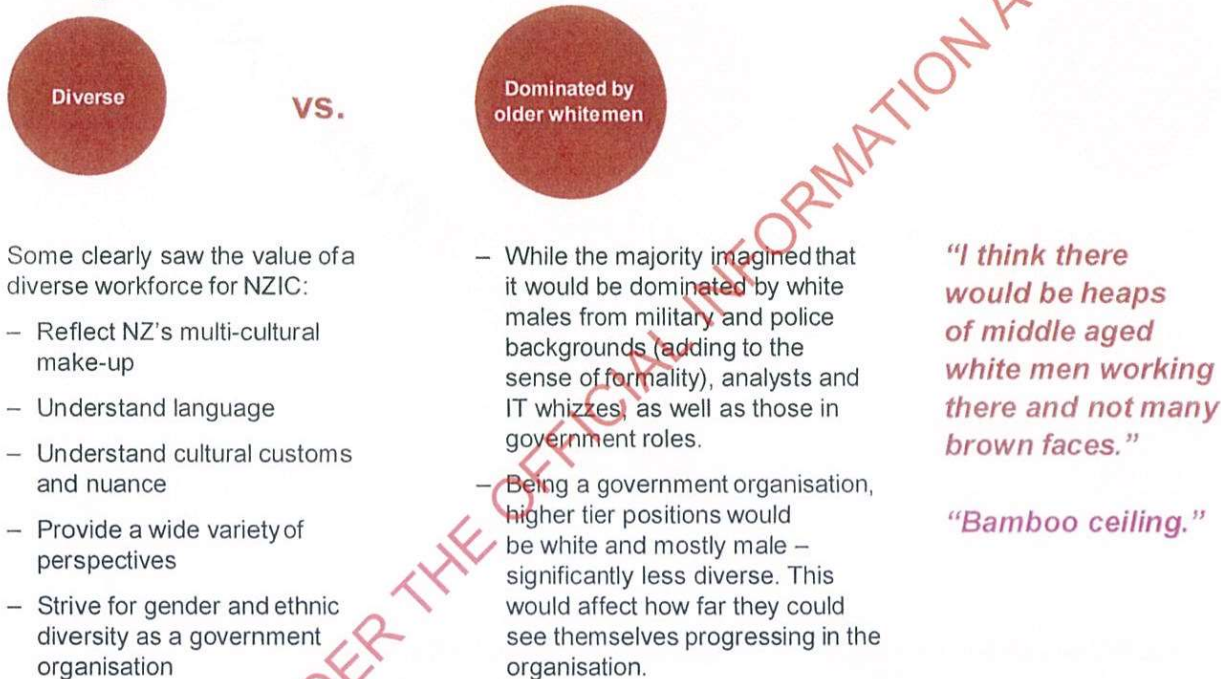 Diverse
vs.
Dominated by
older whitemen
Some clearly saw the value of a
diverse workforce for NZIC:
– Reflect NZ's multi-cultural
make-up
– Understand language
– Understand cultural customs
and nuance
– Provide a wide variety of
perspectives
– Strive for gender and ethnic
diversity as a government
organisation
– While the majority imagined that
it would be dominated by white
males from military and police
backgrounds (adding to the
sense of formality), analysts and
IT whizzes, as well as those in
government roles.
– Being a government organisation,
higher tier positions would
be white and mostly male –
significantly less diverse. This
would affect how far they could
see themselves progressing in the
organisation.
"I think there
would be heaps
of middle aged
white men working
there and not many
brown faces."
"Bamboo ceiling."
THE OFFICIAL INFORMATION